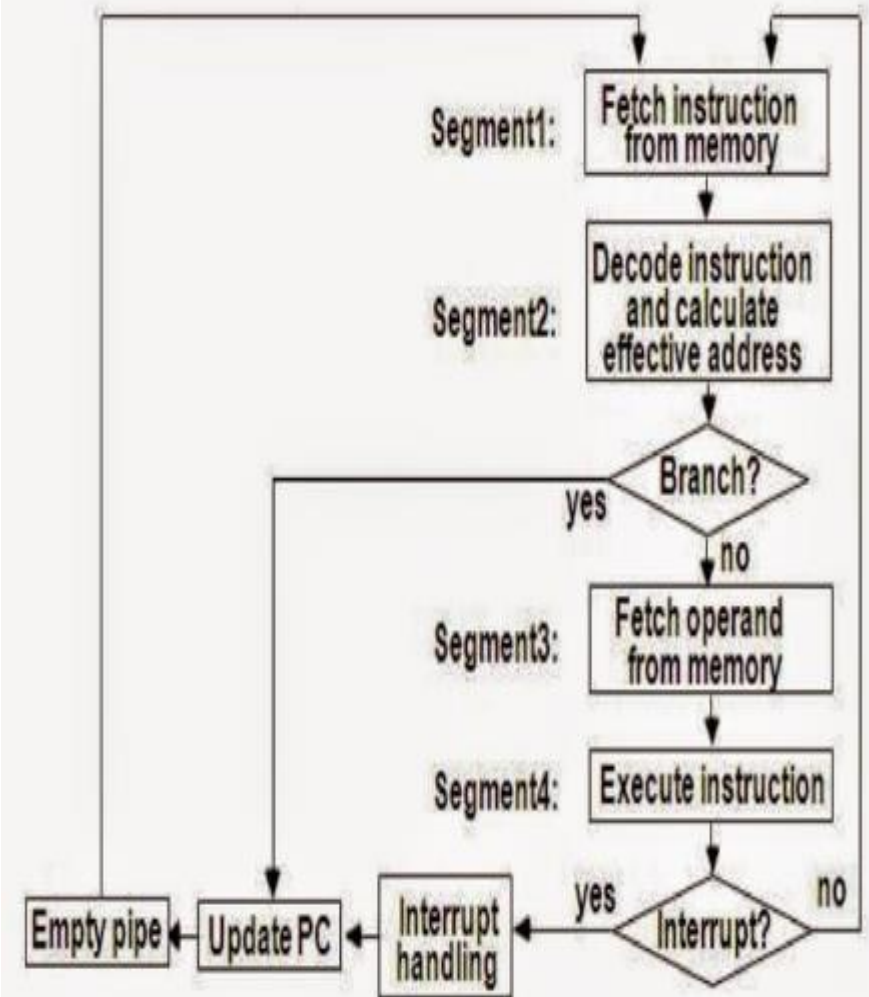 Segment1:
Fetch instruction
from memory
Segment2:
Decode instruction
and calculate
effective address
Branch?
yes
no
Segment3:
Fetch operand
from memory
Segment4:
Execute instruction
Interrupt?
yes
no
Interrupt
handling
Update PC
Empty pipe